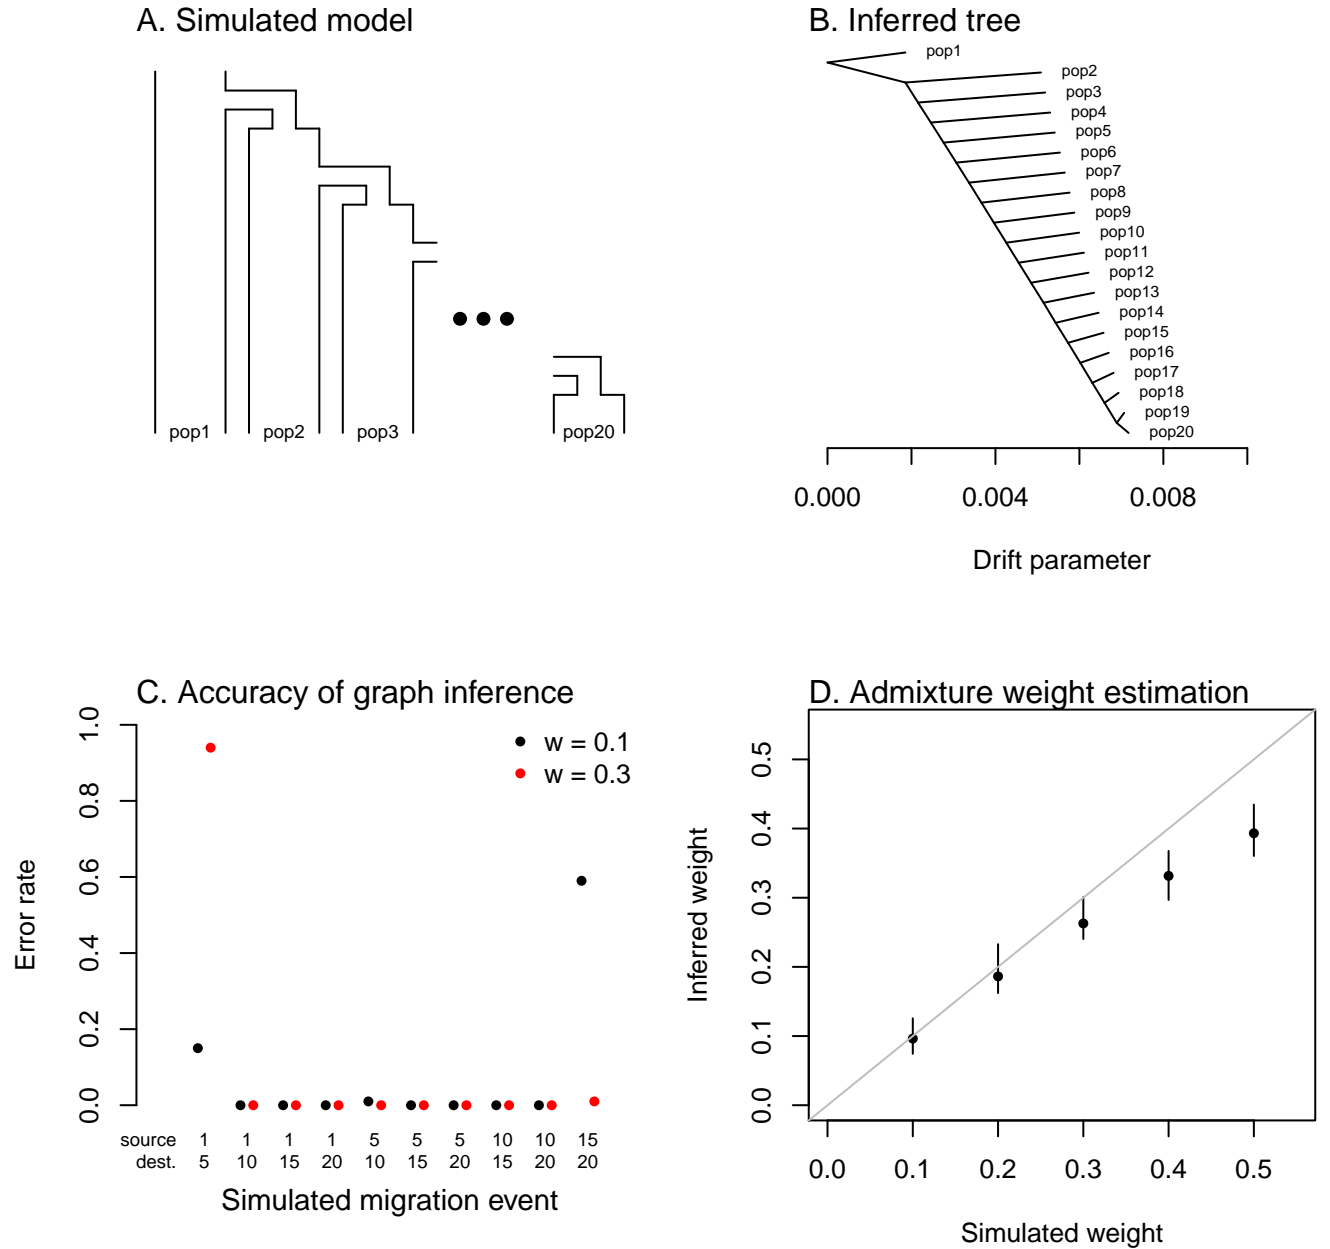 A. Simulated model
pop1
pop2
pop3
pop20
B. Inferred tree
pop1
pop2
pop3
pop4
pop5
pop6
pop7
pop8
pop9
pop10
pop11
pop12
pop13
pop14
pop15
pop16
pop17
pop18
pop19
pop20
0.000 0.004 0.008
Drift parameter
C. Accuracy of graph inference
w = 0.1
w = 0.3
1.0
0.8
0.6
0.4
0.2
0.0
Error rate
source 1 1 1 1 5 5 5 10 10 15
dest. 5 10 15 20 10 15 20 15 20 20
Simulated migration event
D. Admixture weight estimation
0.5
0.4
0.3
0.2
0.1
0.0
Inferred weight
0.0 0.1 0.2 0.3 0.4 0.5
Simulated weight